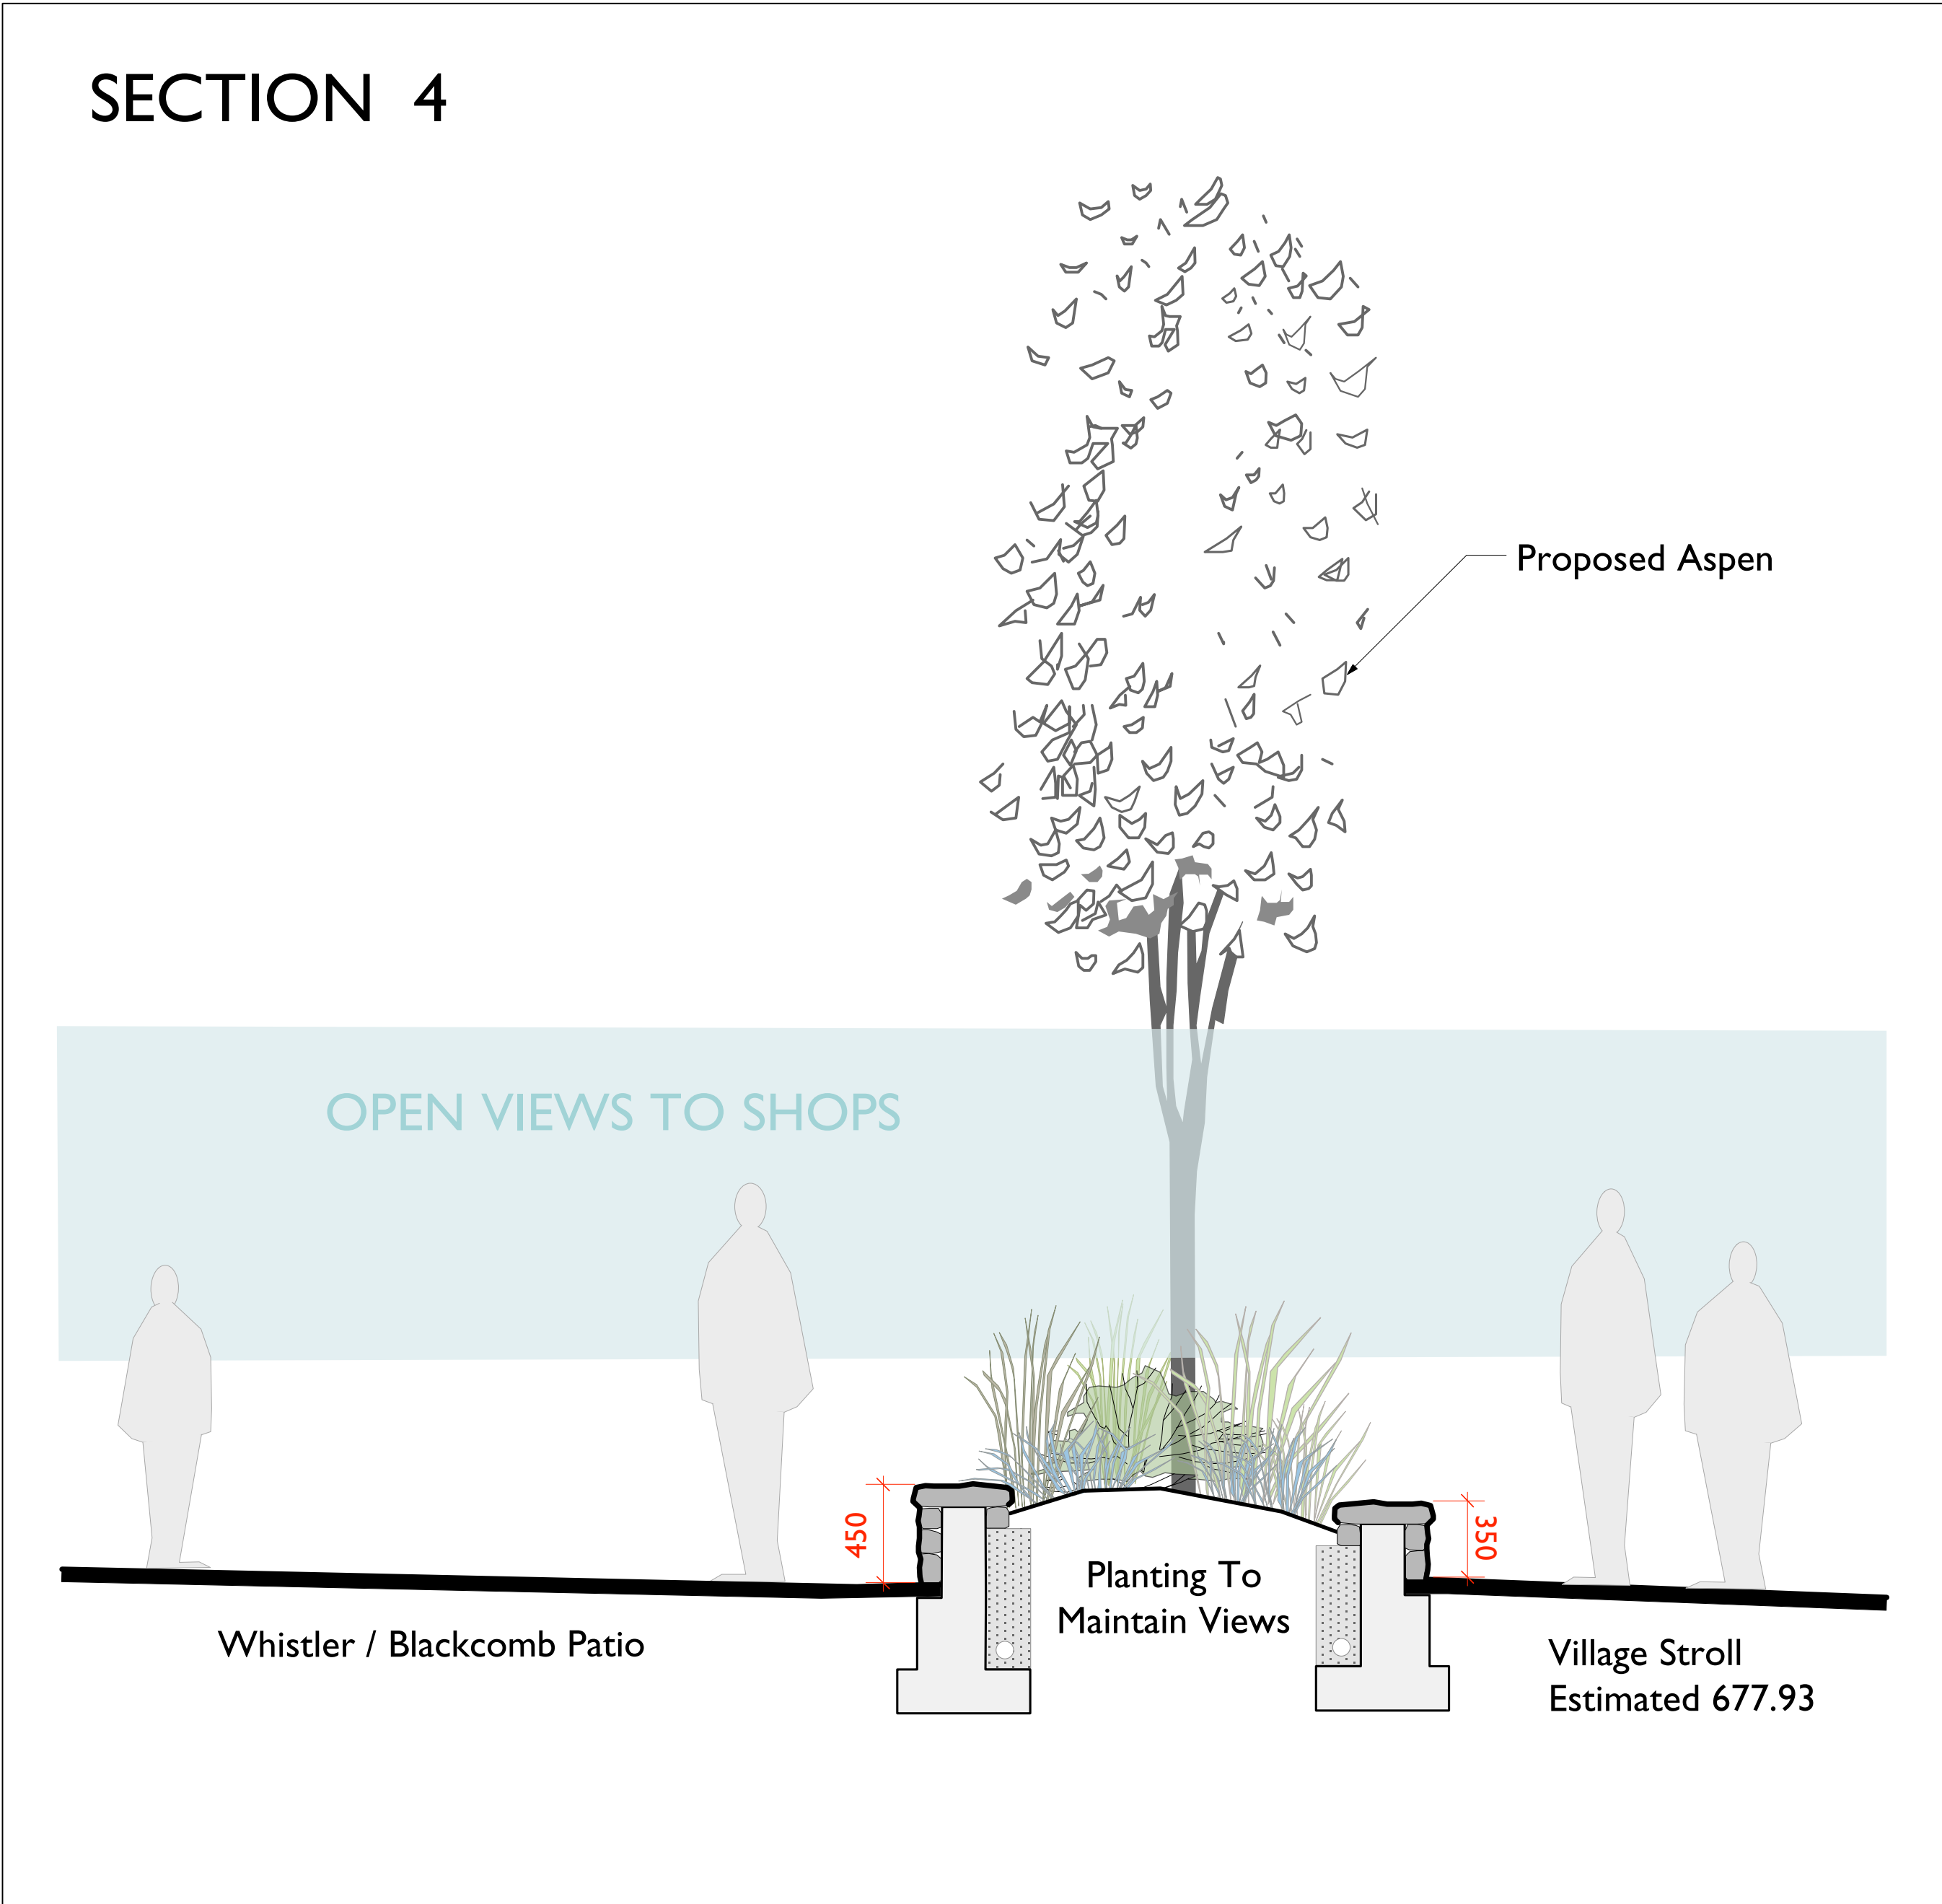 SECTION 4
Proposed Aspen
OPEN VIEWS TO SHOPS
450
350
Planting To
Maintain Views
Whistler / Blackcomb Patio
Village Stroll
Estimated 677.93